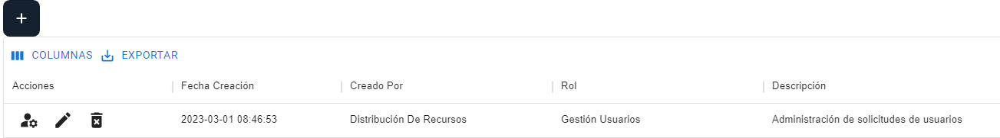 COLUMNAS EXPORTAR
Acciones Fecha Creación Creado Por Rol Descripción
2023-03-01 08:46:53 Distribución De Recursos Gestión Usuarios Administración de solicitudes de usuarios